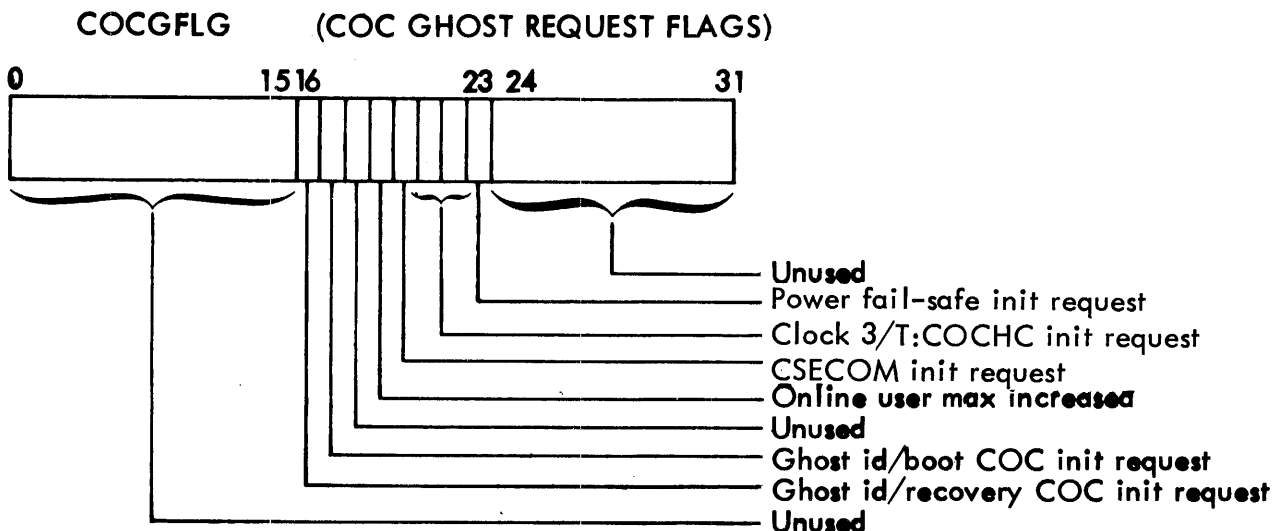 COCGFLG (COC GHOST REQUEST FLAGS)
0 15 16 23 24 31
Unused
Power fail-safe init request
Clock 3/T:COCHC init request
CSECOM init request
Online user max increased
Unused
Ghost id/boot COC init request
Ghost id/recovery COC init request
Unused